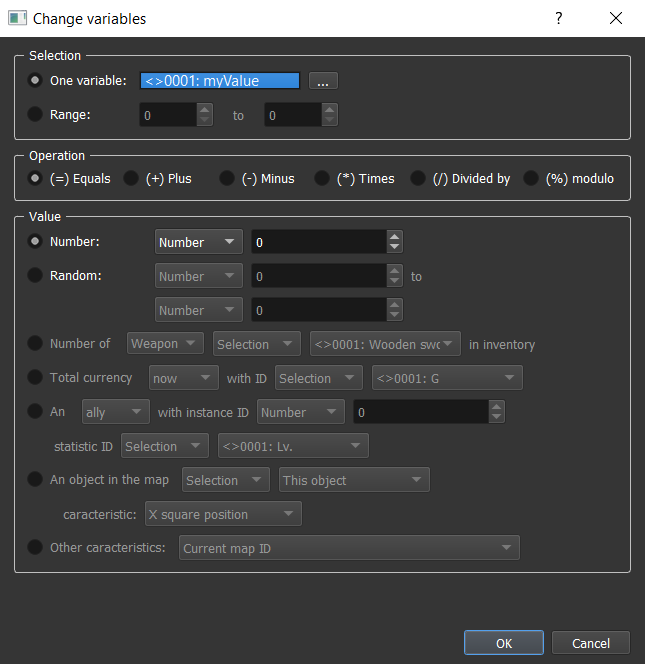 Change variables ?
Selection
One variable: <>0001: myValue ...
Range: 0 to 0
Operation
(=) Equals (+) Plus (-) Minus (*) Times (/) Divided by (%) modulo
Value
Number: Number 0
Random: Number 0 to
Number 0
Number of Weapon Selection <>0001: Wooden swo in inventory
Total currency now with ID Selection <>0001: G
An ally with instance ID Number 0
statistic ID Selection <>0001: Lv.
An object in the map Selection This object
caracteristic: X square position
Other caracteristics: Current map ID
OK Cancel